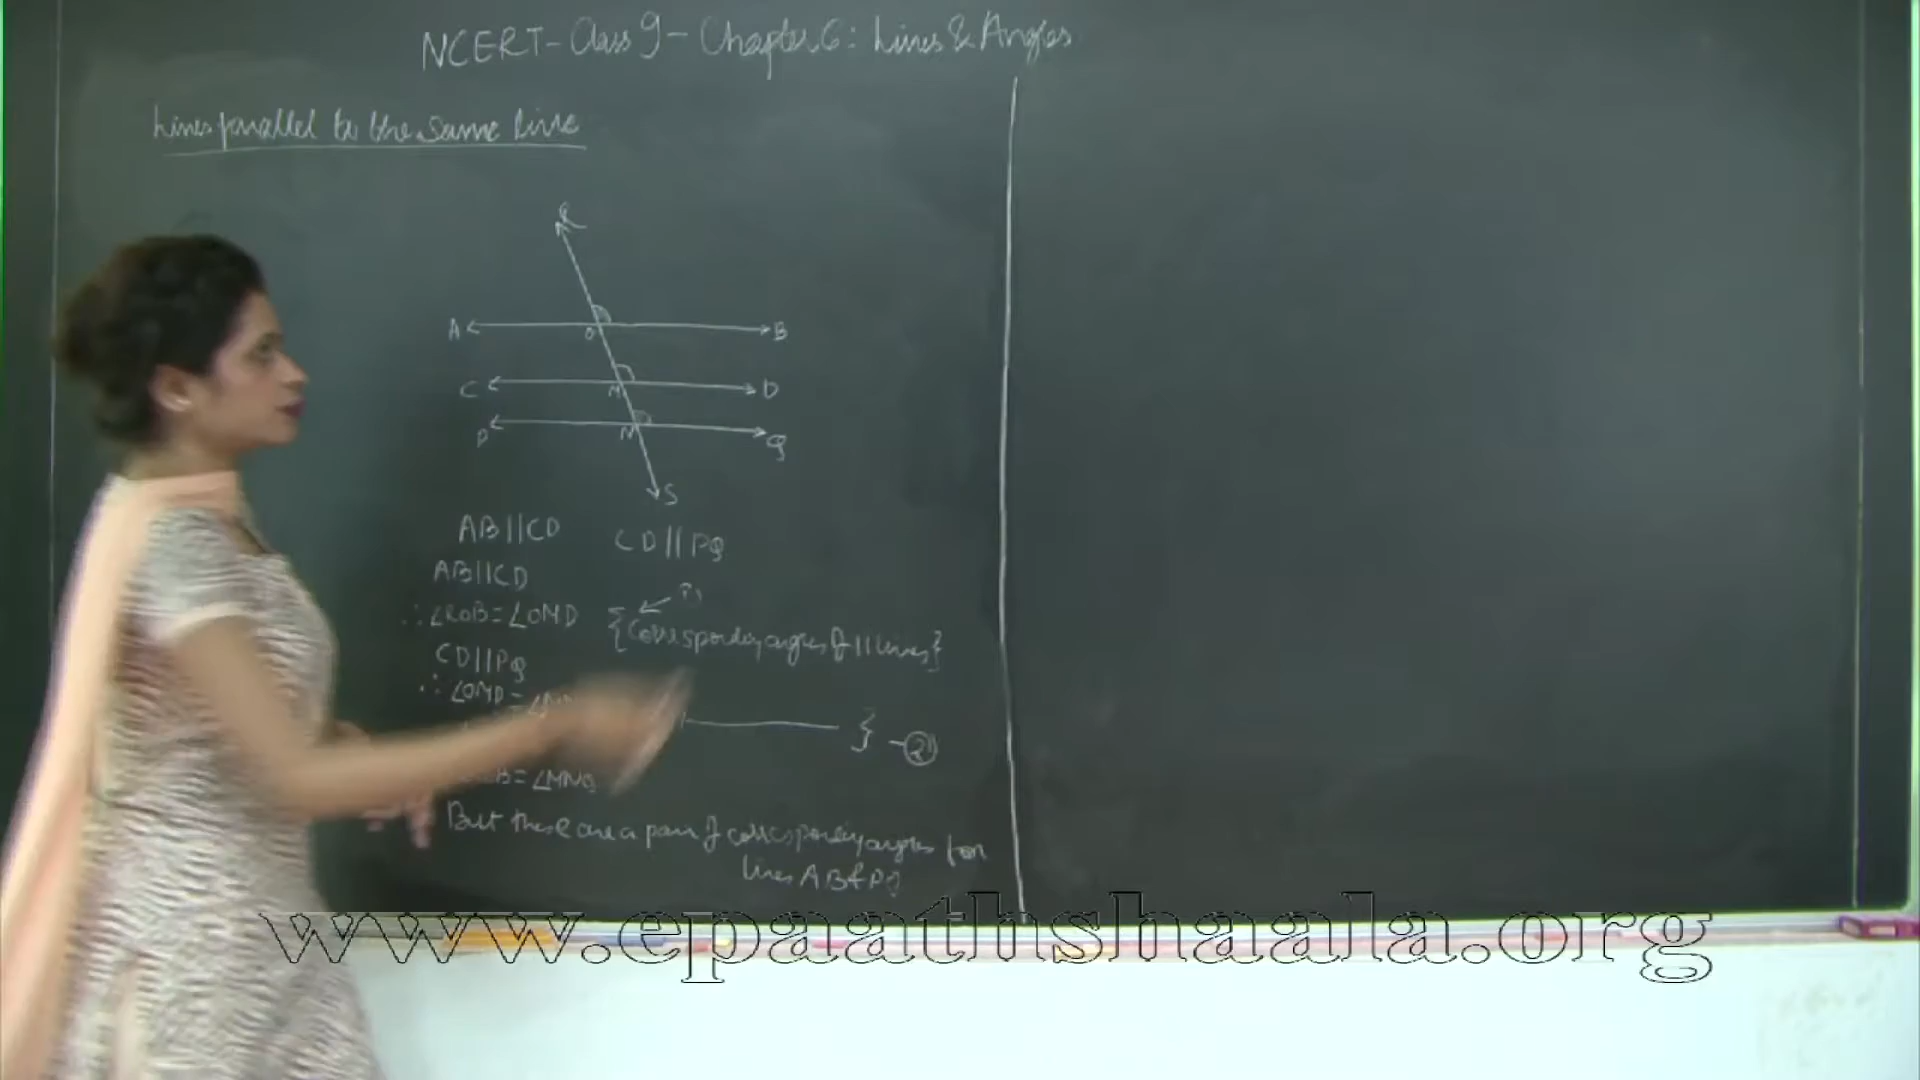 NCERT-Class 9-Chapter 6: Lines & Angles
Lines parallel to the same line
R
A O B
C M D
P N Q
S
AB||CD CD||PQ
AB||CD
∴ ∠ROB=∠OMD {Corresponding angles of || lines}
CD||PQ
∴ ∠OMD=
} -②
=∠MNQ
But these are a pair of corresponding angles for
lines AB & PQ
www.epaathshaala.org